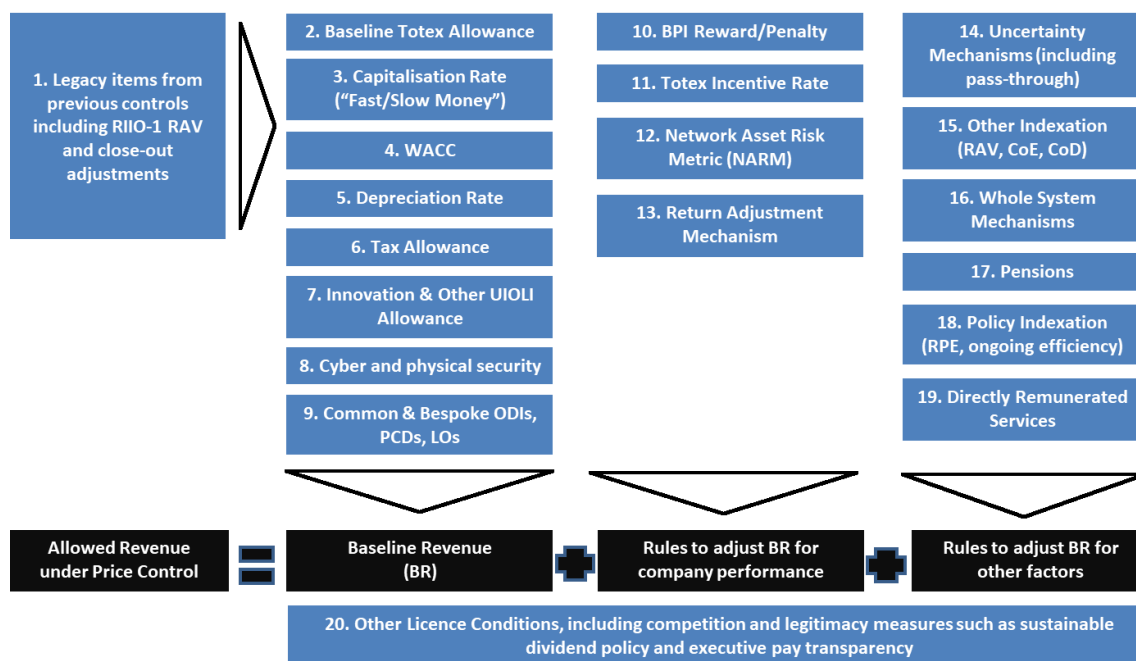 1. Legacy items from
previous controls
including RIIO-1 RAV
and close-out
adjustments
2. Baseline Totex Allowance
3. Capitalisation Rate
(“Fast/Slow Money”)
4. WACC
5. Depreciation Rate
6. Tax Allowance
7. Innovation & Other UIOLI
Allowance
8. Cyber and physical security
9. Common & Bespoke ODIs,
PCDs, LOs
10. BPI Reward/Penalty
11. Totex Incentive Rate
12. Network Asset Risk
Metric (NARM)
13. Return Adjustment
Mechanism
14. Uncertainty
Mechanisms (including
pass-through)
15. Other Indexation
(RAV, CoE, CoD)
16. Whole System
Mechanisms
17. Pensions
18. Policy Indexation
(RPE, ongoing efficiency)
19. Directly Remunerated
Services
Allowed Revenue
under Price Control
Baseline Revenue
(BR)
Rules to adjust BR for
company performance
Rules to adjust BR for
other factors
20. Other Licence Conditions, including competition and legitimacy measures such as sustainable
dividend policy and executive pay transparency